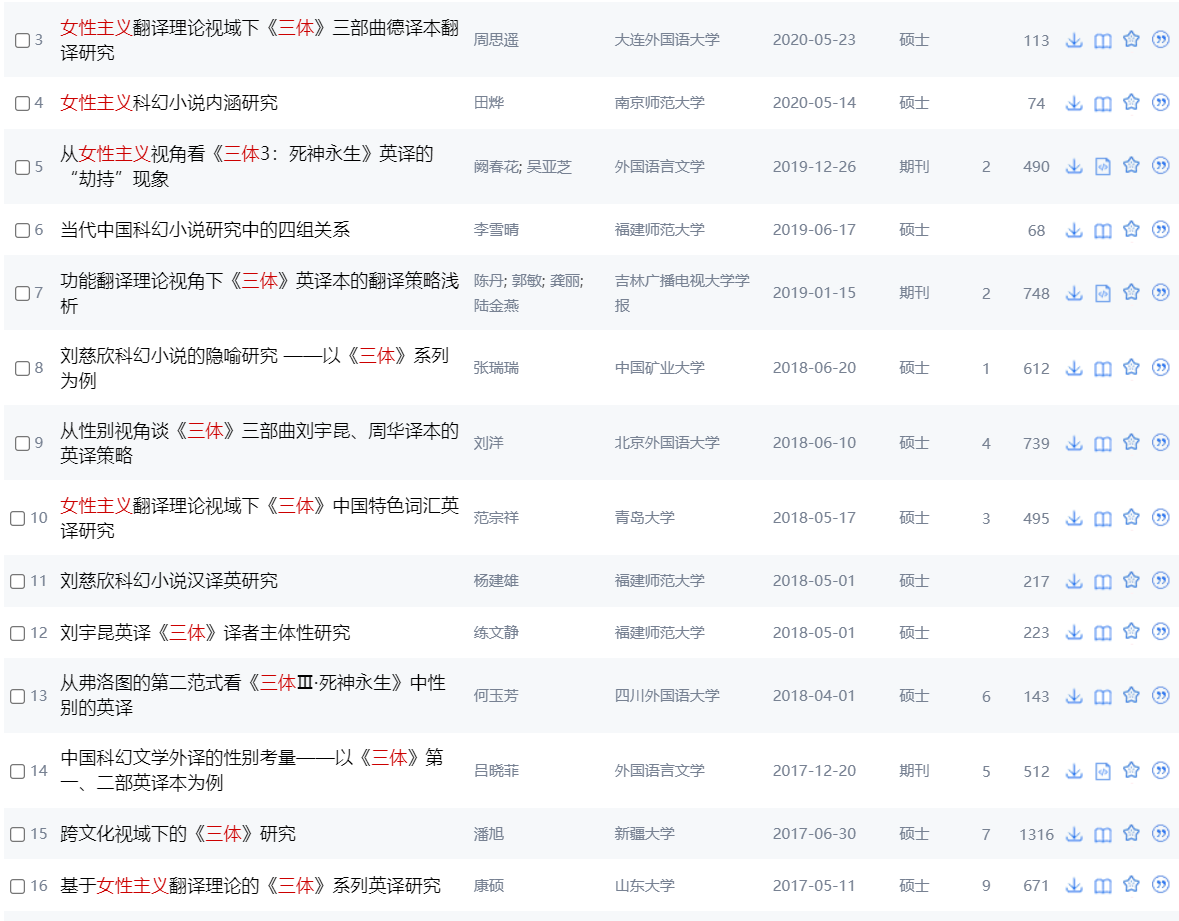 3 女性主义翻译理论视域下《三体》三部曲德译本翻译研究 周思遥 大连外国语大学 2020-05-23 硕士 113
4 女性主义科幻小说内涵研究 田烨 南京师范大学 2020-05-14 硕士 74
5 从女性主义视角看《三体3：死神永生》英译的“劫持”现象 阙春花; 吴亚芝 外国语言文学 2019-12-26 期刊 2 490
6 当代中国科幻小说研究中的四组关系 李雪晴 福建师范大学 2019-06-17 硕士 68
7 功能翻译理论视角下《三体》英译本的翻译策略浅析 陈丹; 郭敏; 龚丽; 陆金燕 吉林广播电视大学学报 2019-01-15 期刊 2 748
8 刘慈欣科幻小说的隐喻研究 ——以《三体》系列为例 张瑞瑞 中国矿业大学 2018-06-20 硕士 1 612
9 从性别视角谈《三体》三部曲刘宇昆、周华译本的英译策略 刘洋 北京外国语大学 2018-06-10 硕士 4 739
10 女性主义翻译理论视域下《三体》中国特色词汇英译研究 范宗祥 青岛大学 2018-05-17 硕士 3 495
11 刘慈欣科幻小说汉译英研究 杨建雄 福建师范大学 2018-05-01 硕士 217
12 刘宇昆英译《三体》译者主体性研究 练文静 福建师范大学 2018-05-01 硕士 223
13 从弗洛图的第二范式看《三体Ⅲ·死神永生》中性别的英译 何玉芳 四川外国语大学 2018-04-01 硕士 6 143
14 中国科幻文学外译的性别考量——以《三体》第一、二部英译本为例 吕晓菲 外国语言文学 2017-12-20 期刊 5 512
15 跨文化视域下的《三体》研究 潘旭 新疆大学 2017-06-30 硕士 7 1316
16 基于女性主义翻译理论的《三体》系列英译研究 康硕 山东大学 2017-05-11 硕士 9 671